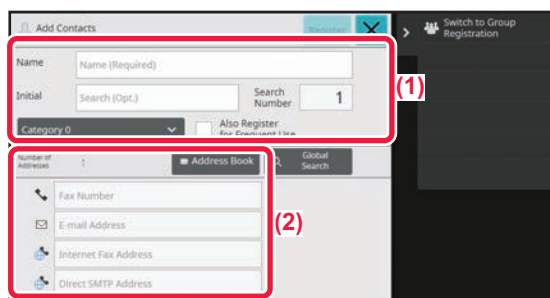 Add Contacts
Register
Switch to Group
Registration
Name
Name (Required)
(1)
Initial
Search (Opt.)
Search
Number
1
Category 0
Also Register
for Frequent Use
Number of
Addresses
:
Address Book
Global
Search
Fax Number
E-mail Address
(2)
Internet Fax Address
Direct SMTP Address